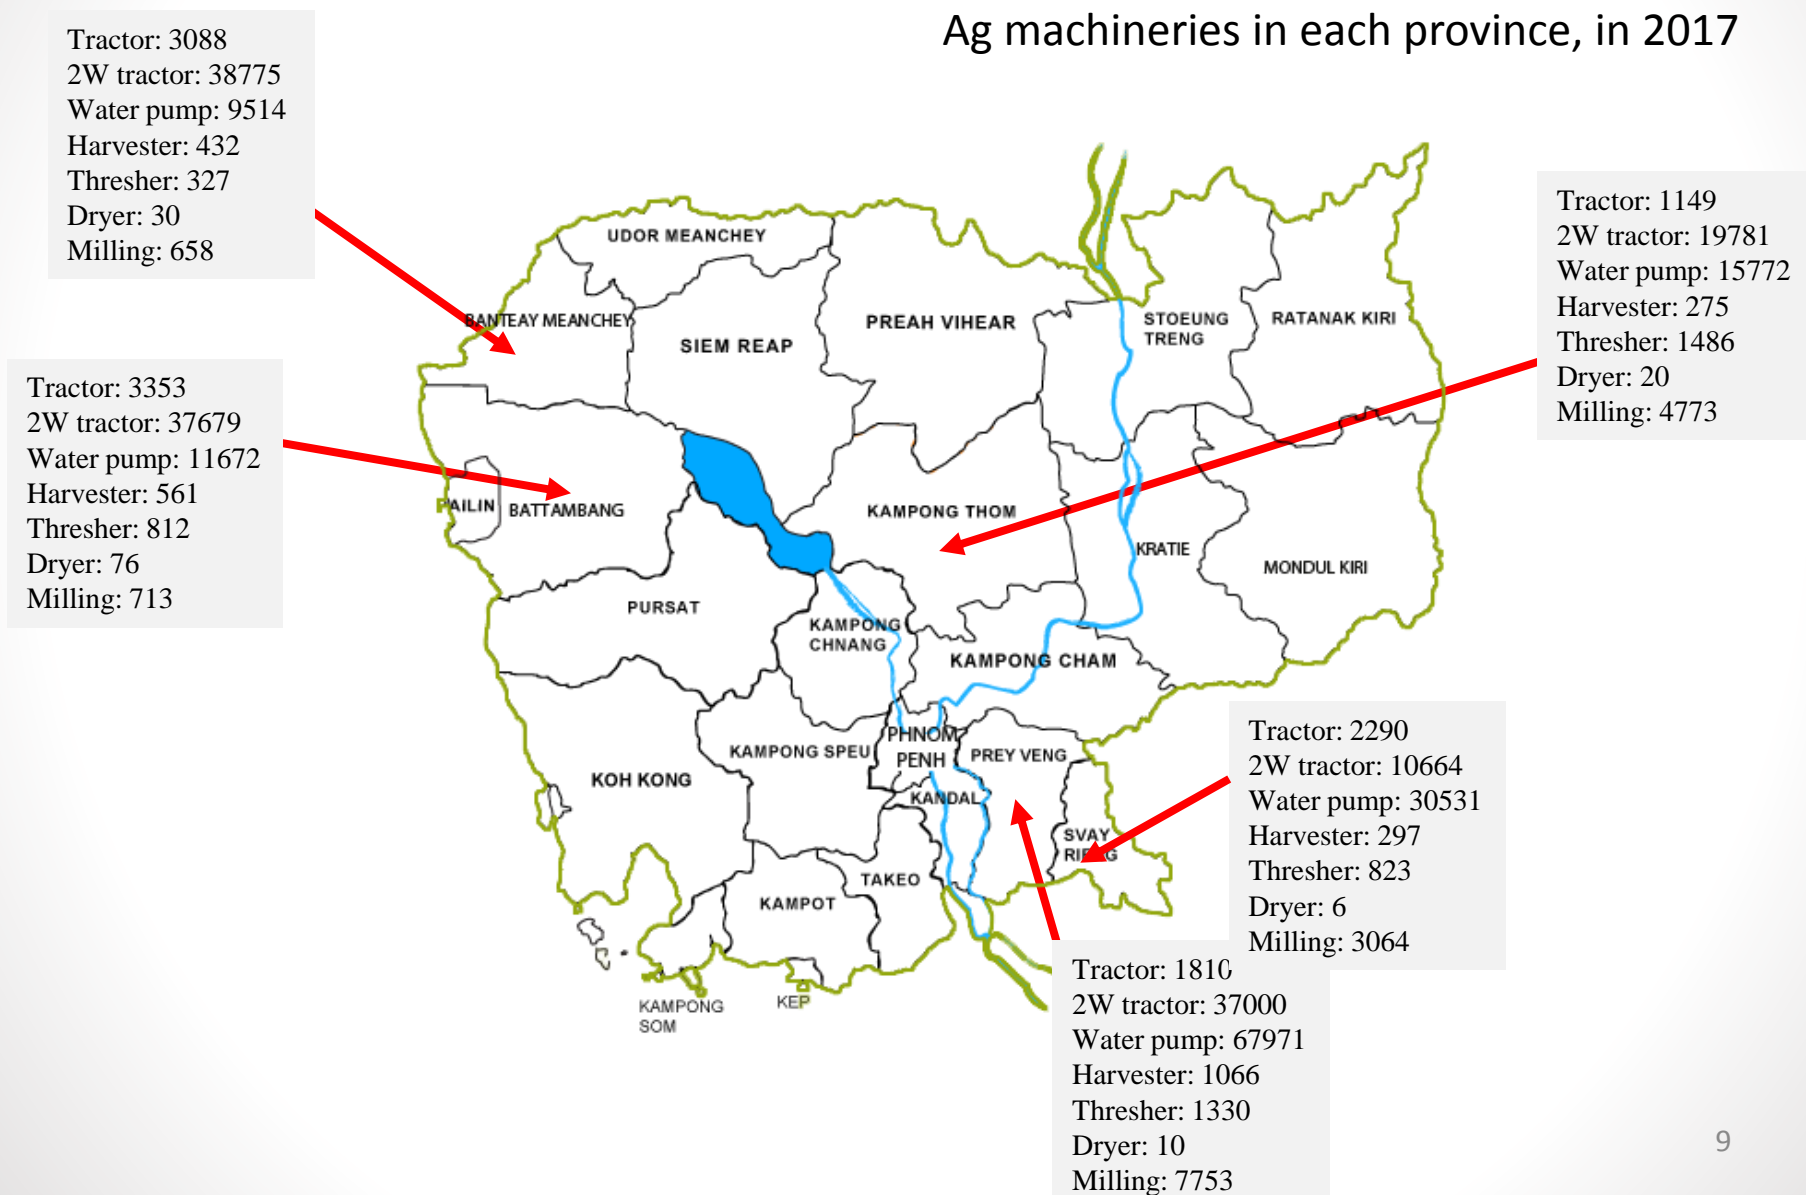 Ag machineries in each province, in 2017
Tractor: 3088
2W tractor: 38775
Water pump: 9514
Harvester: 432
Thresher: 327
Dryer: 30
Milling: 658
Tractor: 1149
2W tractor: 19781
Water pump: 15772
Harvester: 275
Thresher: 1486
Dryer: 20
Milling: 4773
Tractor: 3353
2W tractor: 37679
Water pump: 11672
Harvester: 561
Thresher: 812
Dryer: 76
Milling: 713
UDOR MEANCHEY
BANTEAY MEANCHEY
SIEM REAP
PREAH VIHEAR
STOEUNG
TRENG
RATANAK KIRI
PAILIN
BATTAMBANG
KAMPONG THOM
KRATIE
MONDUL KIRI
PURSAT
KAMPONG
CHNANG
KAMPONG CHAM
KOH KONG
KAMPONG SPEU
PHNOM
PENH
PREY VENG
KANDAL
SVAY
RIENG
TAKEO
KAMPOT
KAMPONG
SOM
KEP
Tractor: 2290
2W tractor: 10664
Water pump: 30531
Harvester: 297
Thresher: 823
Dryer: 6
Milling: 3064
Tractor: 1810
2W tractor: 37000
Water pump: 67971
Harvester: 1066
Thresher: 1330
Dryer: 10
Milling: 7753
9